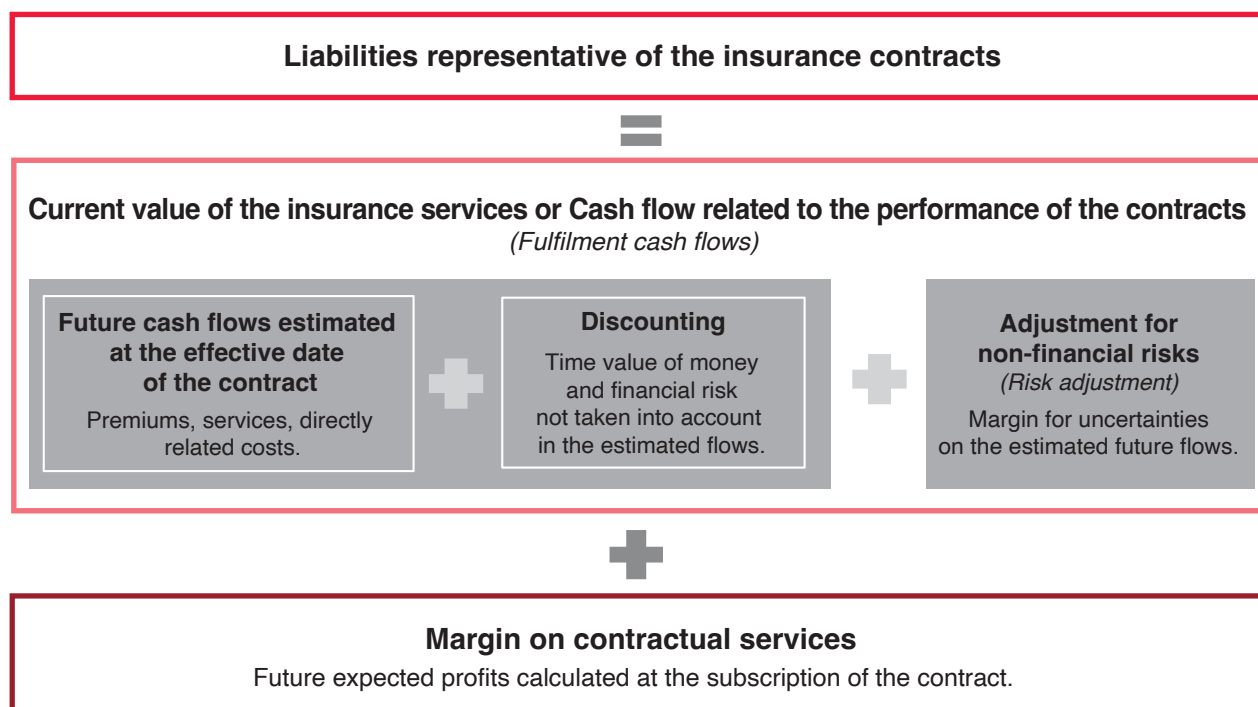 Liabilities representative of the insurance contracts
=
Current value of the insurance services or Cash flow related to the performance of the contracts
(Fulfilment cash flows)
Future cash flows estimated
at the effective date
of the contract
Premiums, services, directly
related costs.
+
Discounting
Time value of money
and financial risk
not taken into account
in the estimated flows.
+
Adjustment for
non-financial risks
(Risk adjustment)
Margin for uncertainties
on the estimated future flows.
+
Margin on contractual services
Future expected profits calculated at the subscription of the contract.